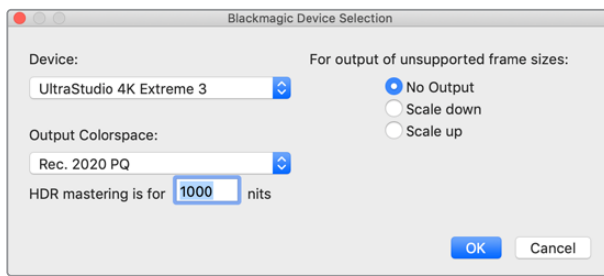 Blackmagic Device Selection
Device:
UltraStudio 4K Extreme 3
Output Colorspace:
Rec. 2020 PQ
HDR mastering is for 1000 nits
For output of unsupported frame sizes:
No Output
Scale down
Scale up
OK
Cancel